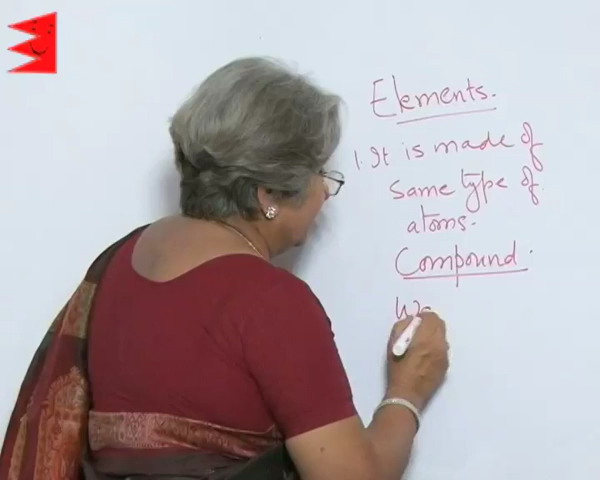 Elements.
1. It is made of
same type of
atoms.
Compound.